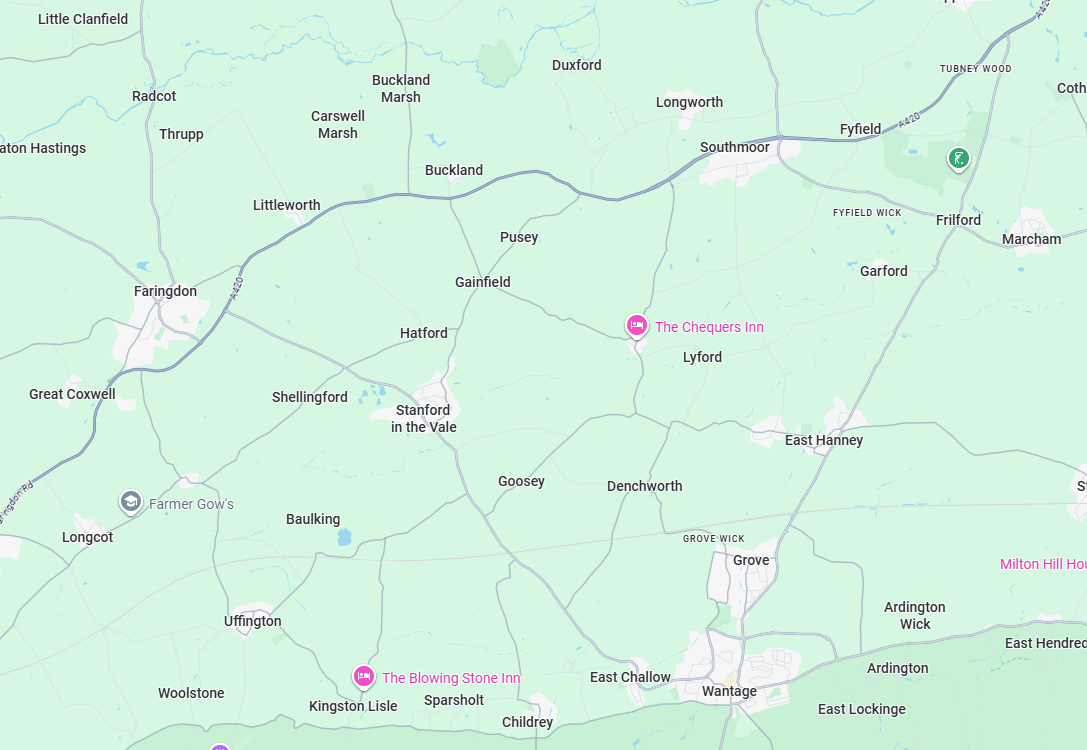 Little Clanfield
A420
Duxford
TUBNEY WOOD
Buckland
Marsh
Radcot
Longworth
Carswell
Marsh
Thrupp
A420
Fyfield
aton Hastings
Southmoor
Buckland
Littleworth
FYFIELD WICK
Frilford
Pusey
Marcham
Garford
Gainfield
A420
Faringdon
The Chequers Inn
Hatford
Lyford
Great Coxwell
Shellingford
Stanford
in the Vale
East Hanney
Goosey
Denchworth
Farmer Gow's
Baulking
Longcot
GROVE WICK
Grove
Milton Hill Hou
Ardington
Wick
Uffington
East Hendred
Ardington
East Challow
The Blowing Stone Inn
Woolstone
Sparsholt
Wantage
Kingston Lisle
East Lockinge
Childrey